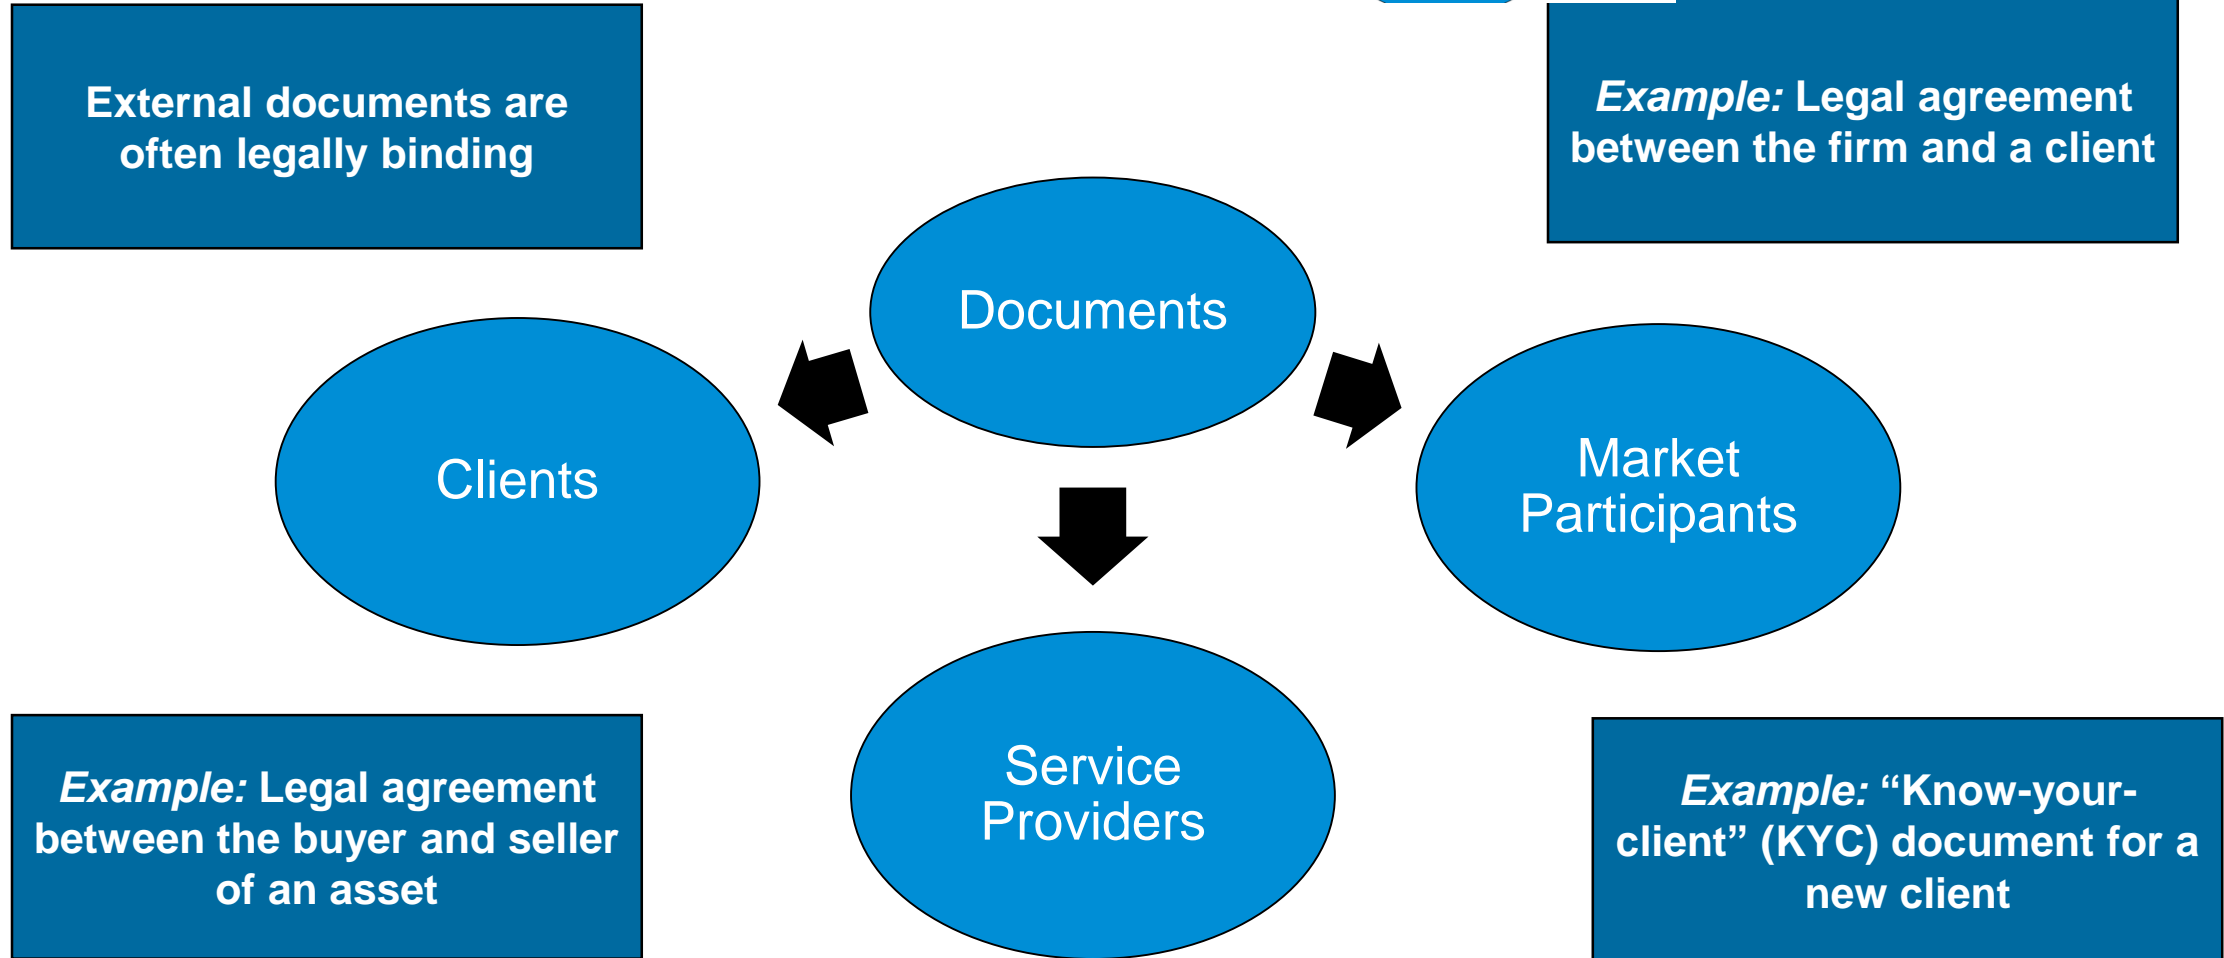 External documents are
often legally binding
Example: Legal agreement
between the firm and a client
Documents
Clients
Market
Participants
Service
Providers
Example: Legal agreement
between the buyer and seller
of an asset
Example: “Know-your-
client” (KYC) document for a
new client